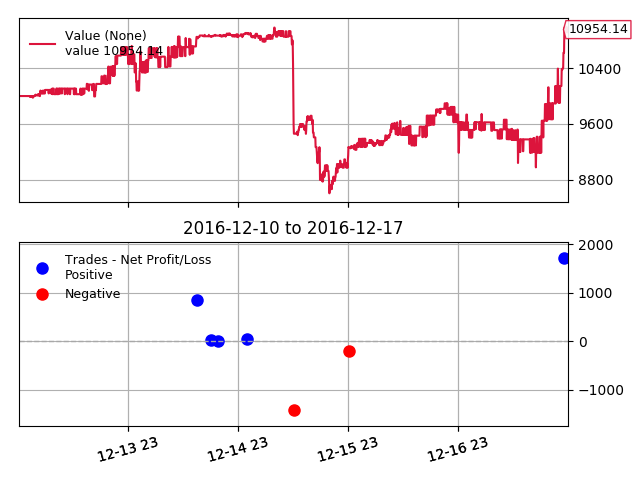 Value (None)
value 10954.14
10954.14
10400
9600
8800
2016-12-10 to 2016-12-17
Trades - Net Profit/Loss
Positive
Negative
2000
1000
0
−1000
12-13 23
12-14 23
12-15 23
12-16 23